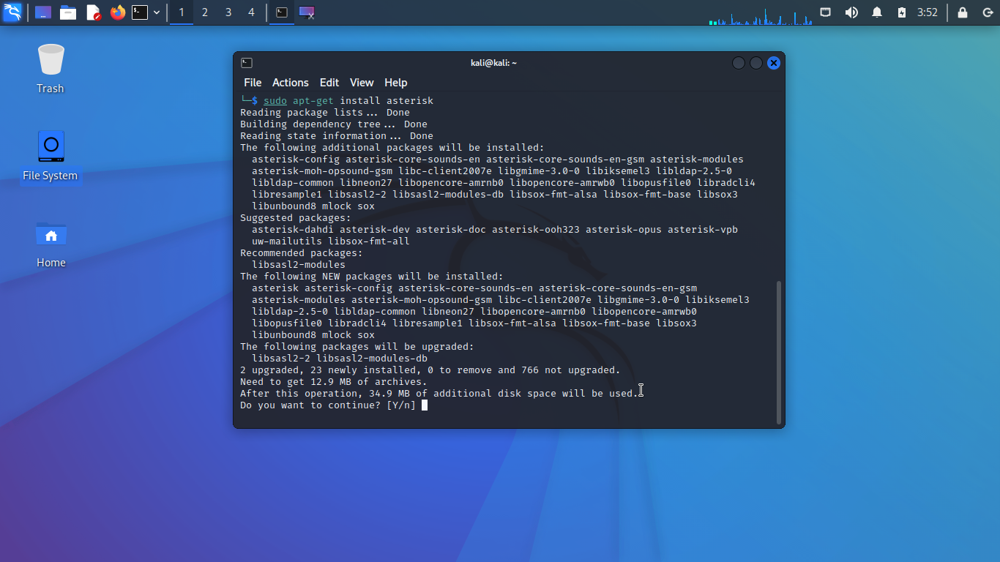 1 2 3 4 3:52
Trash
File System
Home
kali@kali: ~
File Actions Edit View Help
└─$ sudo apt-get install asterisk
Reading package lists... Done
Building dependency tree... Done
Reading state information... Done
The following additional packages will be installed:
asterisk-config asterisk-core-sounds-en asterisk-core-sounds-en-gsm asterisk-modules
asterisk-moh-opsound-gsm libc-client2007e libgmime-3.0-0 libiksemel3 libldap-2.5-0
libldap-common libneon27 libopencore-amrnb0 libopencore-amrwb0 libopusfile0 libradcli4
libresample1 libsasl2-2 libsasl2-modules-db libsox-fmt-alsa libsox-fmt-base libsox3
libunbound8 mlock sox
Suggested packages:
asterisk-dahdi asterisk-dev asterisk-doc asterisk-ooh323 asterisk-opus asterisk-vpb
uw-mailutils libsox-fmt-all
Recommended packages:
libsasl2-modules
The following NEW packages will be installed:
asterisk asterisk-config asterisk-core-sounds-en asterisk-core-sounds-en-gsm
asterisk-modules asterisk-moh-opsound-gsm libc-client2007e libgmime-3.0-0 libiksemel3
libldap-2.5-0 libldap-common libneon27 libopencore-amrnb0 libopencore-amrwb0
libopusfile0 libradcli4 libresample1 libsox-fmt-alsa libsox-fmt-base libsox3
libunbound8 mlock sox
The following packages will be upgraded:
libsasl2-2 libsasl2-modules-db
2 upgraded, 23 newly installed, 0 to remove and 766 not upgraded.
Need to get 12.9 MB of archives.
After this operation, 34.9 MB of additional disk space will be used.
Do you want to continue? [Y/n]